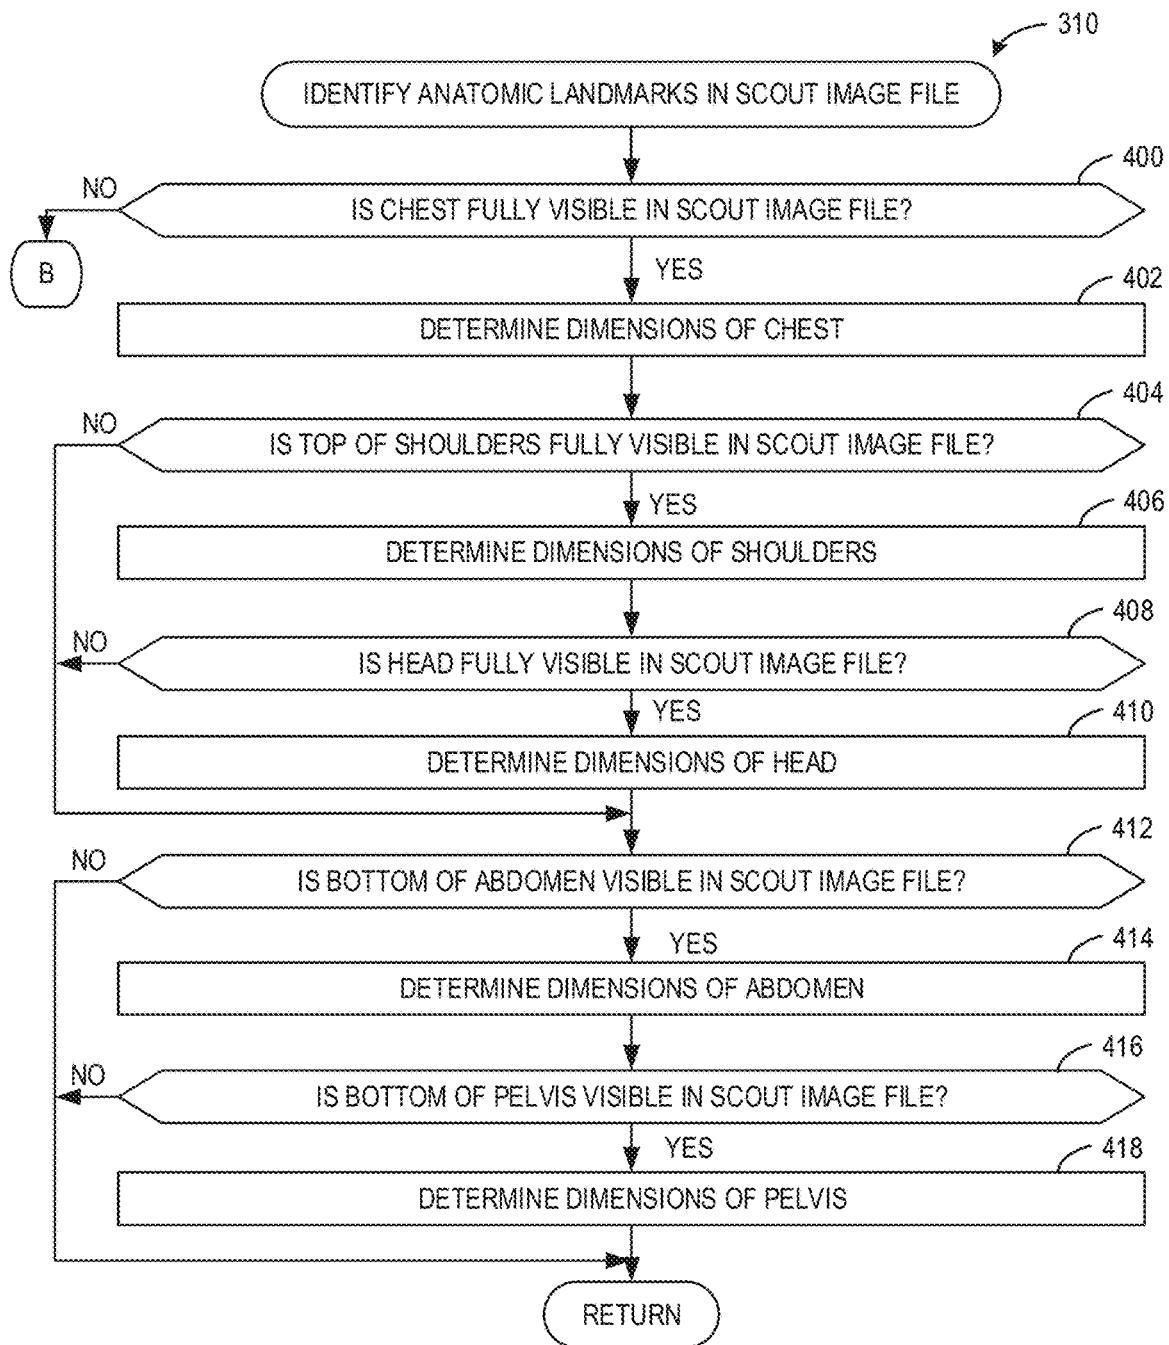 310
IDENTIFY ANATOMIC LANDMARKS IN SCOUT IMAGE FILE
400
NO
IS CHEST FULLY VISIBLE IN SCOUT IMAGE FILE?
B
YES
402
DETERMINE DIMENSIONS OF CHEST
404
NO
IS TOP OF SHOULDERS FULLY VISIBLE IN SCOUT IMAGE FILE?
YES
406
DETERMINE DIMENSIONS OF SHOULDERS
408
NO
IS HEAD FULLY VISIBLE IN SCOUT IMAGE FILE?
YES
410
DETERMINE DIMENSIONS OF HEAD
412
NO
IS BOTTOM OF ABDOMEN VISIBLE IN SCOUT IMAGE FILE?
YES
414
DETERMINE DIMENSIONS OF ABDOMEN
416
NO
IS BOTTOM OF PELVIS VISIBLE IN SCOUT IMAGE FILE?
YES
418
DETERMINE DIMENSIONS OF PELVIS
RETURN